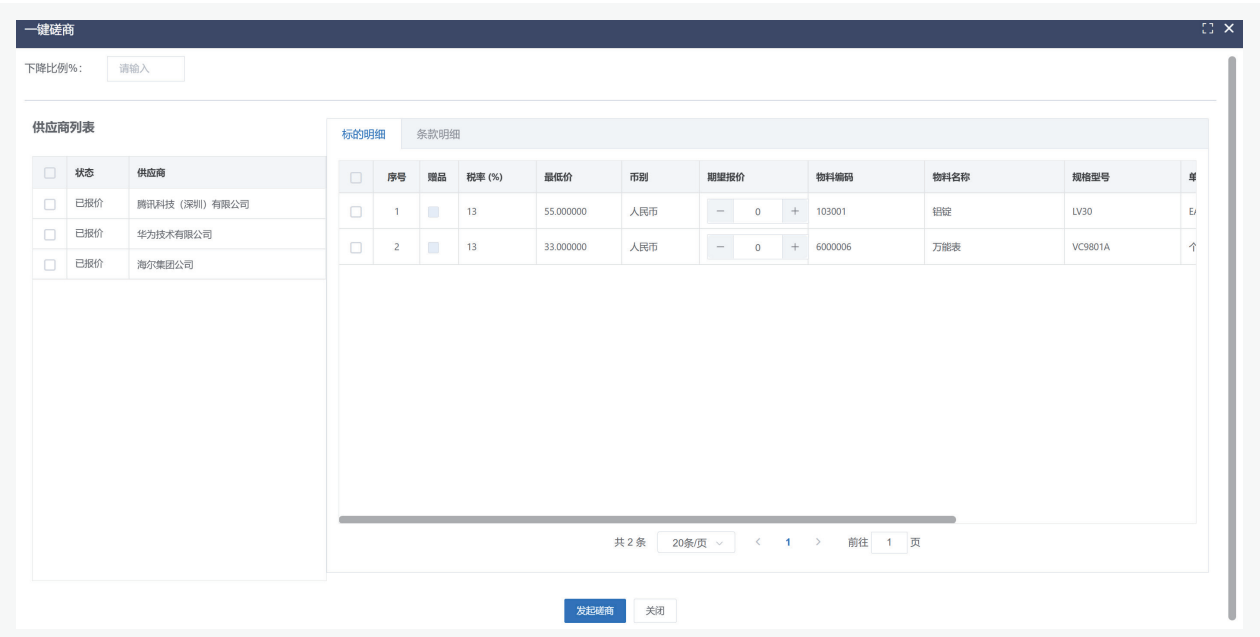 一键磋商
下降比例%： 请输入
供应商列表
状态 供应商
已报价 腾讯科技（深圳）有限公司
已报价 华为技术有限公司
已报价 海尔集团公司
标的明细 条款明细
序号 赠品 税率 (%) 最低价 币别 期望报价 物料编码 物料名称 规格型号
1 13 55.000000 人民币 － 0 + 103001 铝锭 LV30
2 13 33.000000 人民币 － 0 + 6000006 万能表 VC9801A 个
共 2 条 20条/页 < 1 > 前往 1 页
发起磋商 关闭